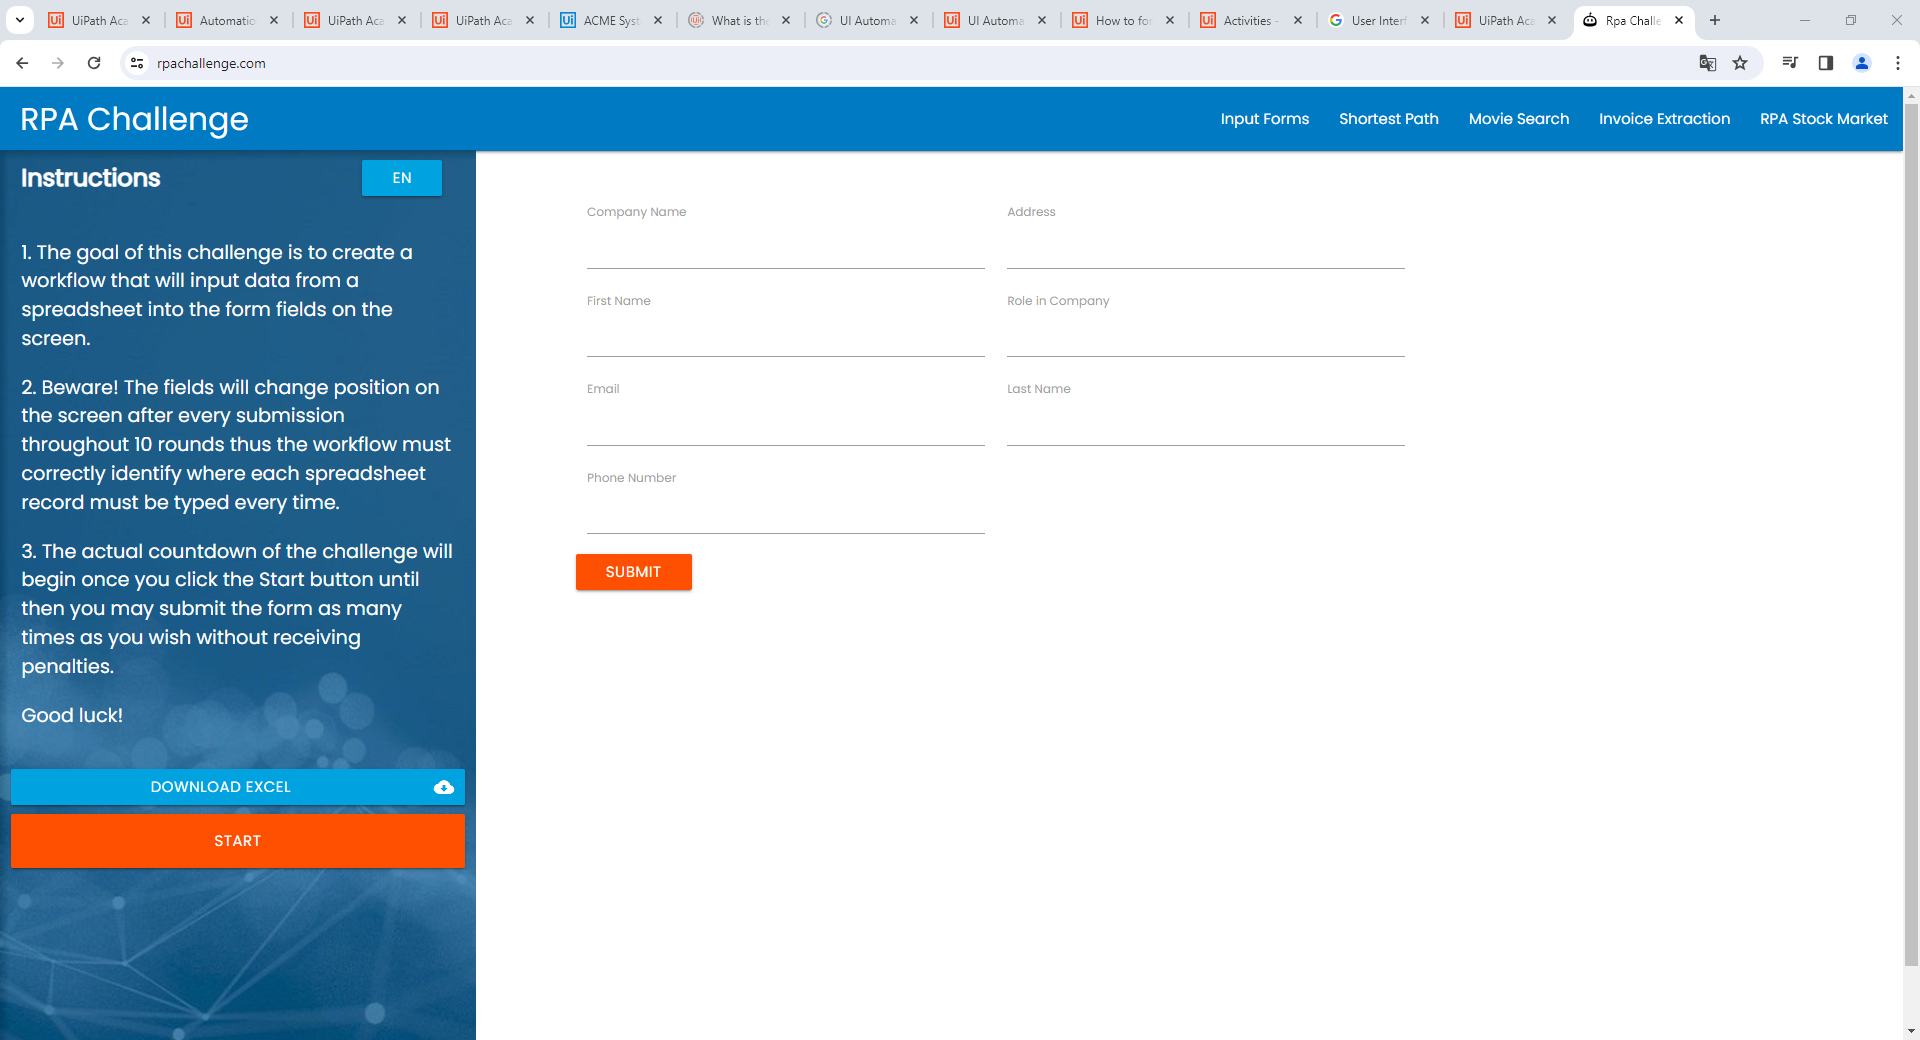 UiPath Aca
Automatio
UiPath Aca
UiPath Aca
ACME Syst
What is the
UI Automa
UI Automa
How to for
Activities -
User Interf
UiPath Aca
Rpa Challe
rpachallenge.com
RPA Challenge
Input Forms
Shortest Path
Movie Search
Invoice Extraction
RPA Stock Market
Instructions
EN
1. The goal of this challenge is to create a
workflow that will input data from a
spreadsheet into the form fields on the
screen.
2. Beware! The fields will change position on
the screen after every submission
throughout 10 rounds thus the workflow must
correctly identify where each spreadsheet
record must be typed every time.
3. The actual countdown of the challenge will
begin once you click the Start button until
then you may submit the form as many
times as you wish without receiving
penalties.
Good luck!
DOWNLOAD EXCEL
START
Company Name
Address
First Name
Role in Company
Email
Last Name
Phone Number
SUBMIT